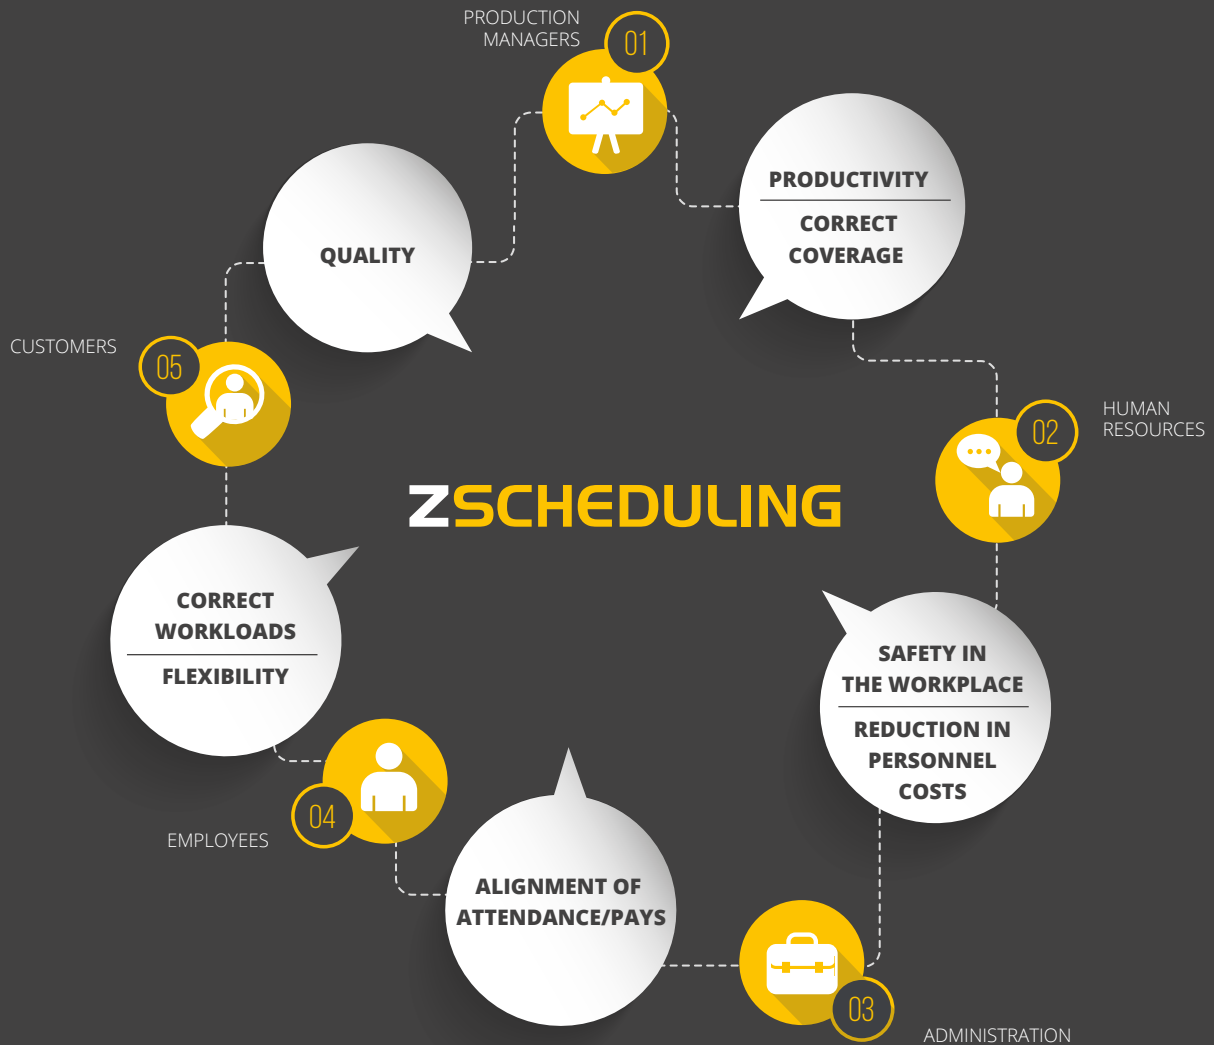 PRODUCTION
MANAGERS
01
PRODUCTIVITY
CORRECT
COVERAGE
HUMAN
RESOURCES
02
SAFETY IN
THE WORKPLACE
REDUCTION IN
PERSONNEL
COSTS
ADMINISTRATION
03
ALIGNMENT OF
ATTENDANCE/PAYS
EMPLOYEES
04
CORRECT
WORKLOADS
FLEXIBILITY
CUSTOMERS
05
QUALITY
ZSCHEDULING